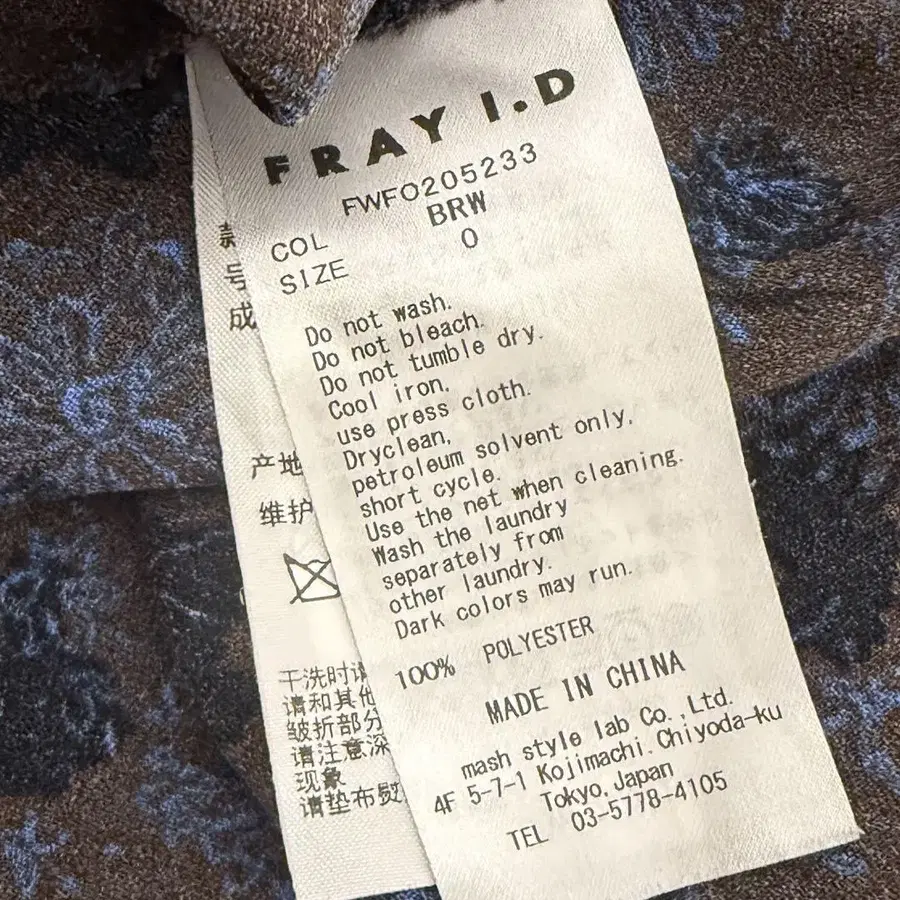 FRAY I.D
FWFO205233
COL BRW
SIZE 0
Do not wash.
Do not bleach.
Do not tumble dry.
Cool iron,
use press cloth.
Dryclean,
petroleum solvent only,
short cycle.
Use the net when cleaning.
Wash the laundry
separately from
other laundry.
Dark colors may run.
100% POLYESTER
MADE IN CHINA
mash style lab Co.,Ltd.
4F 5-7-1 Kojimachi.Chiyoda-ku
Tokyo,Japan
TEL 03-5778-4105
款
号
成
产地
维护
干洗时请
请和其他
皱折部分
请注意深
现象
请垫布熨